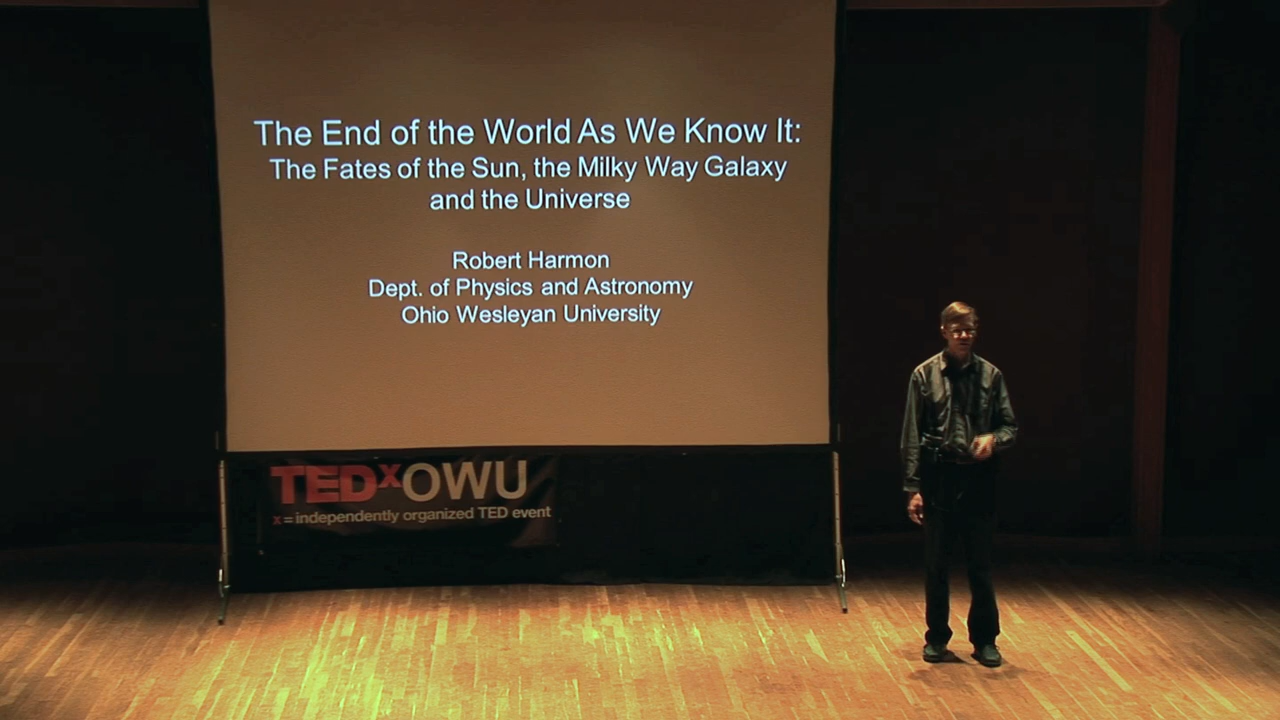 The End of the World As We Know It:
The Fates of the Sun, the Milky Way Galaxy
and the Universe
Robert Harmon
Dept. of Physics and Astronomy
Ohio Wesleyan University
TEDxOWU
x = independently organized TED event